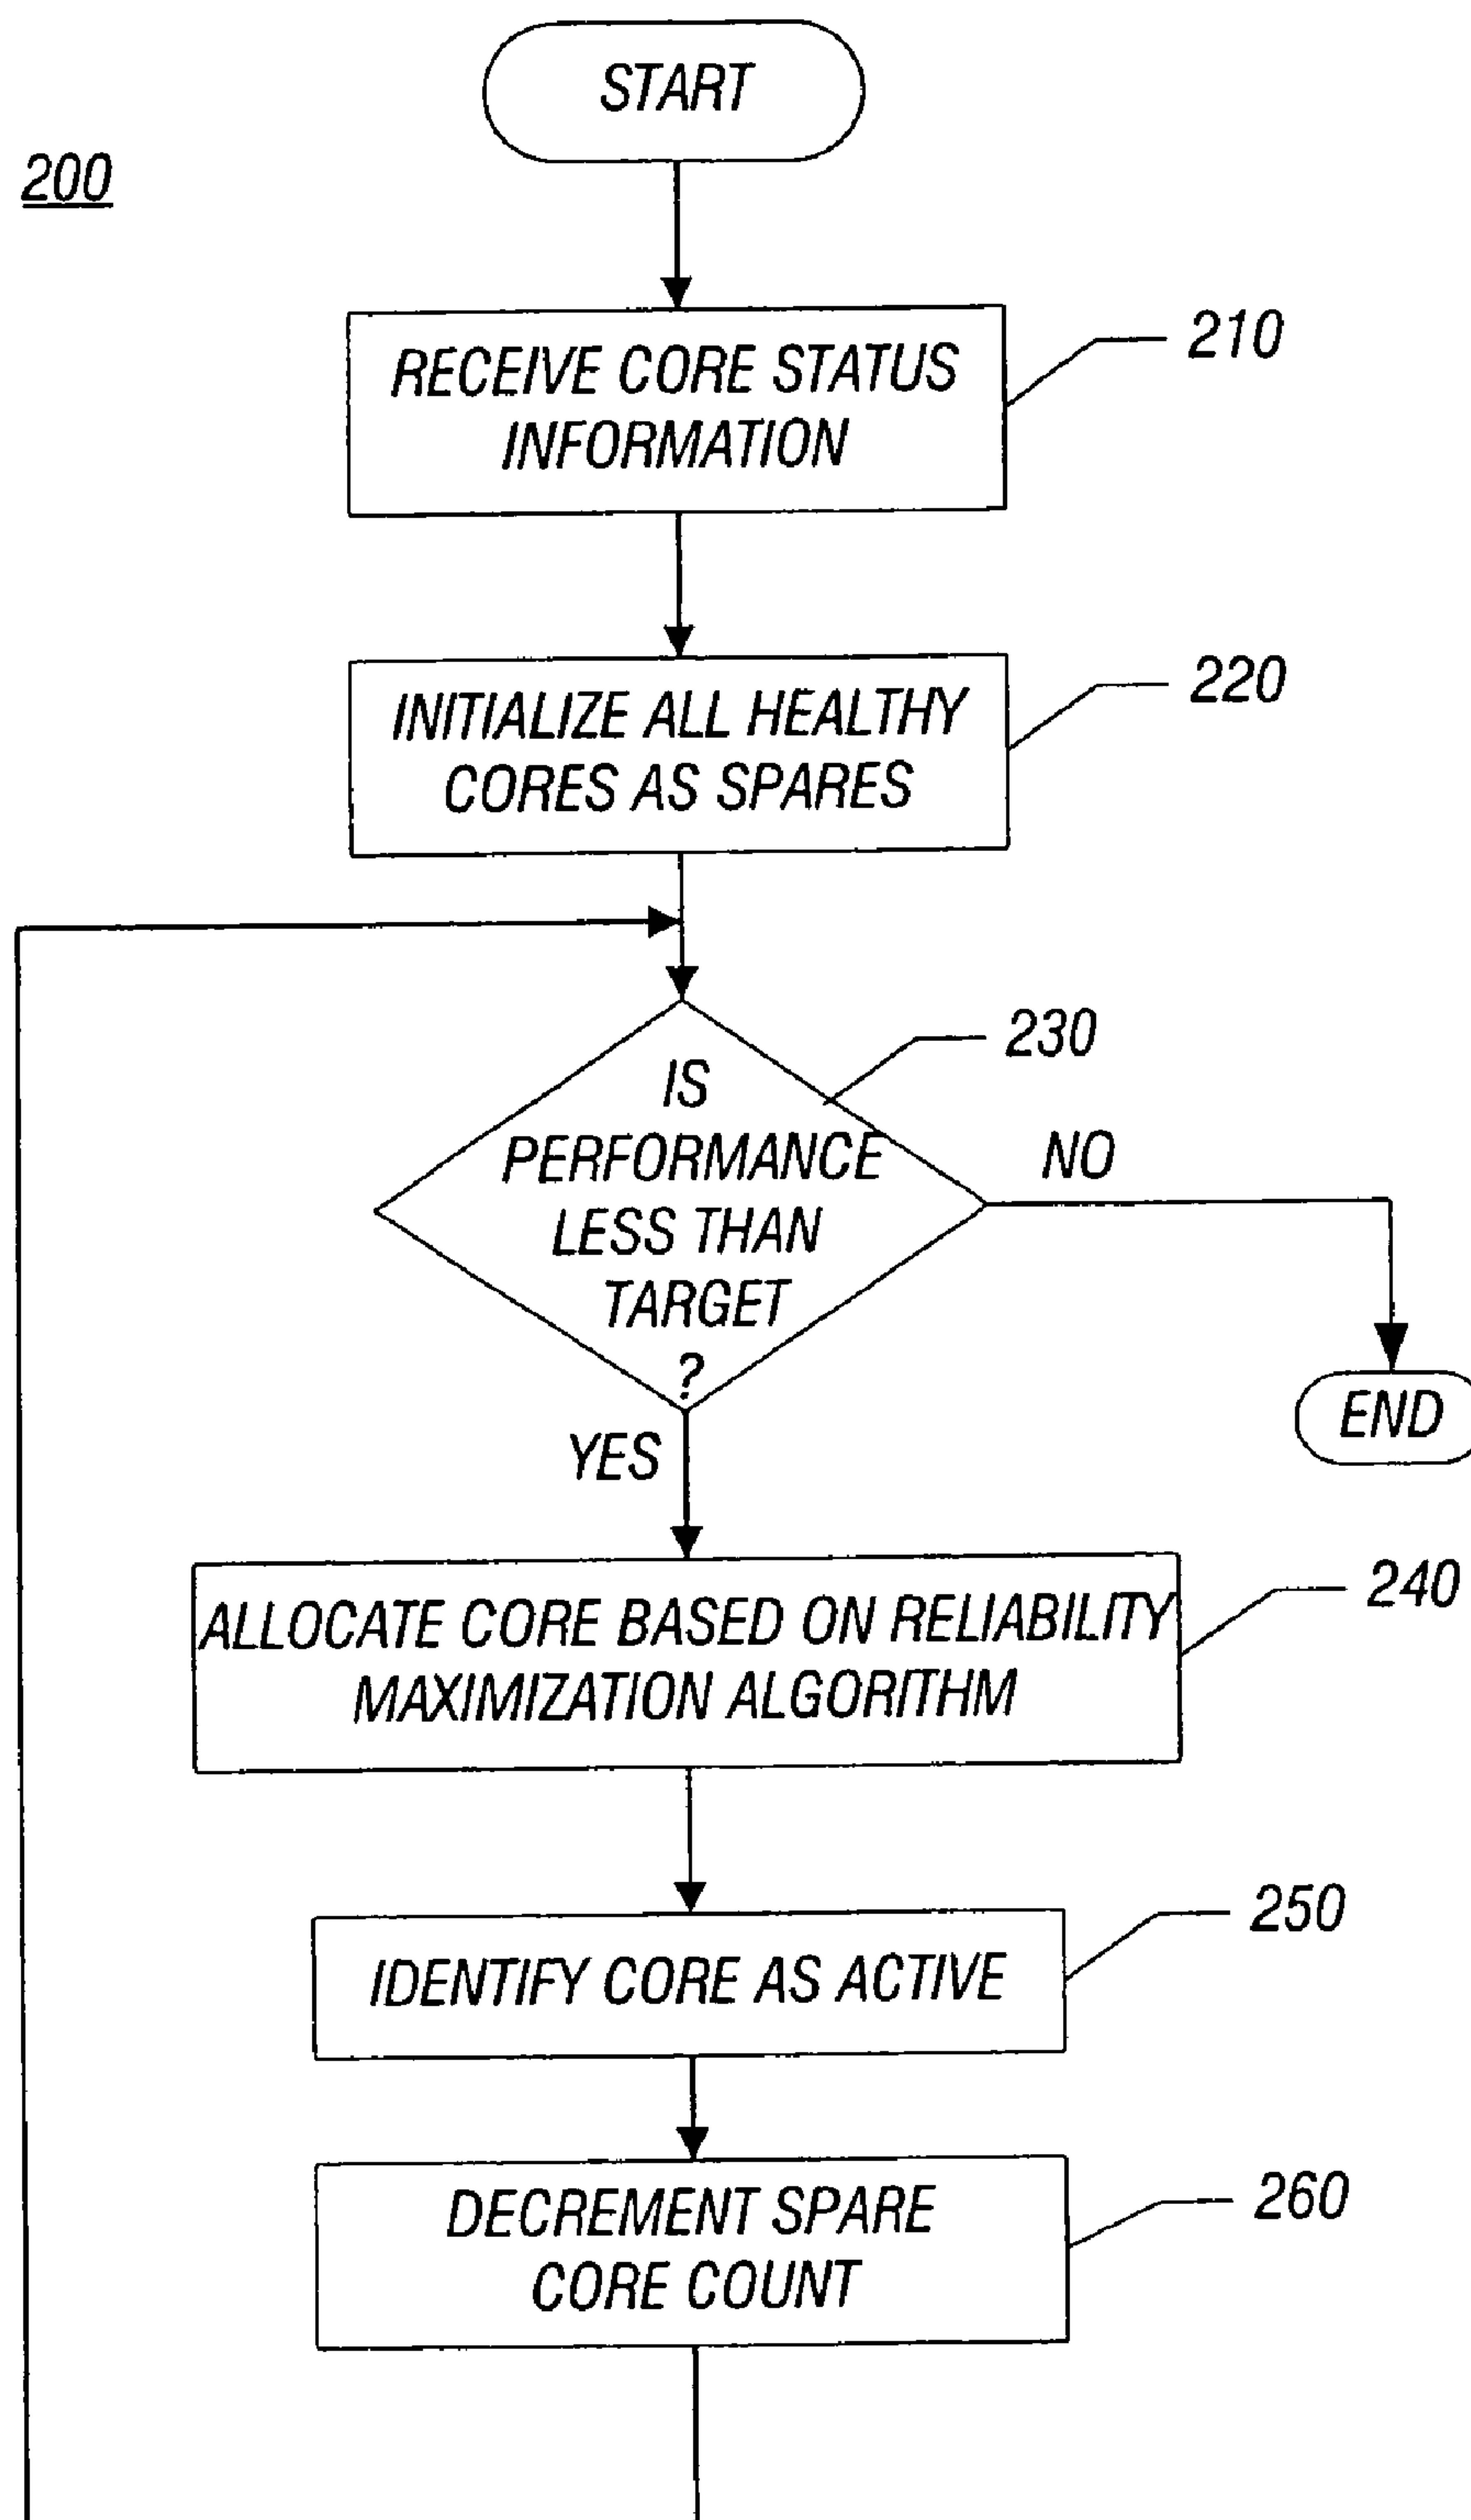 START
200
RECEIVE CORE STATUS
INFORMATION
210
INITIALIZE ALL HEALTHY
CORES AS SPARES
220
IS
PERFORMANCE
LESS THAN
TARGET
?
230
NO
END
YES
ALLOCATE CORE BASED ON RELIABILITY
MAXIMIZATION ALGORITHM
240
IDENTIFY CORE AS ACTIVE
250
DECREMENT SPARE
CORE COUNT
260